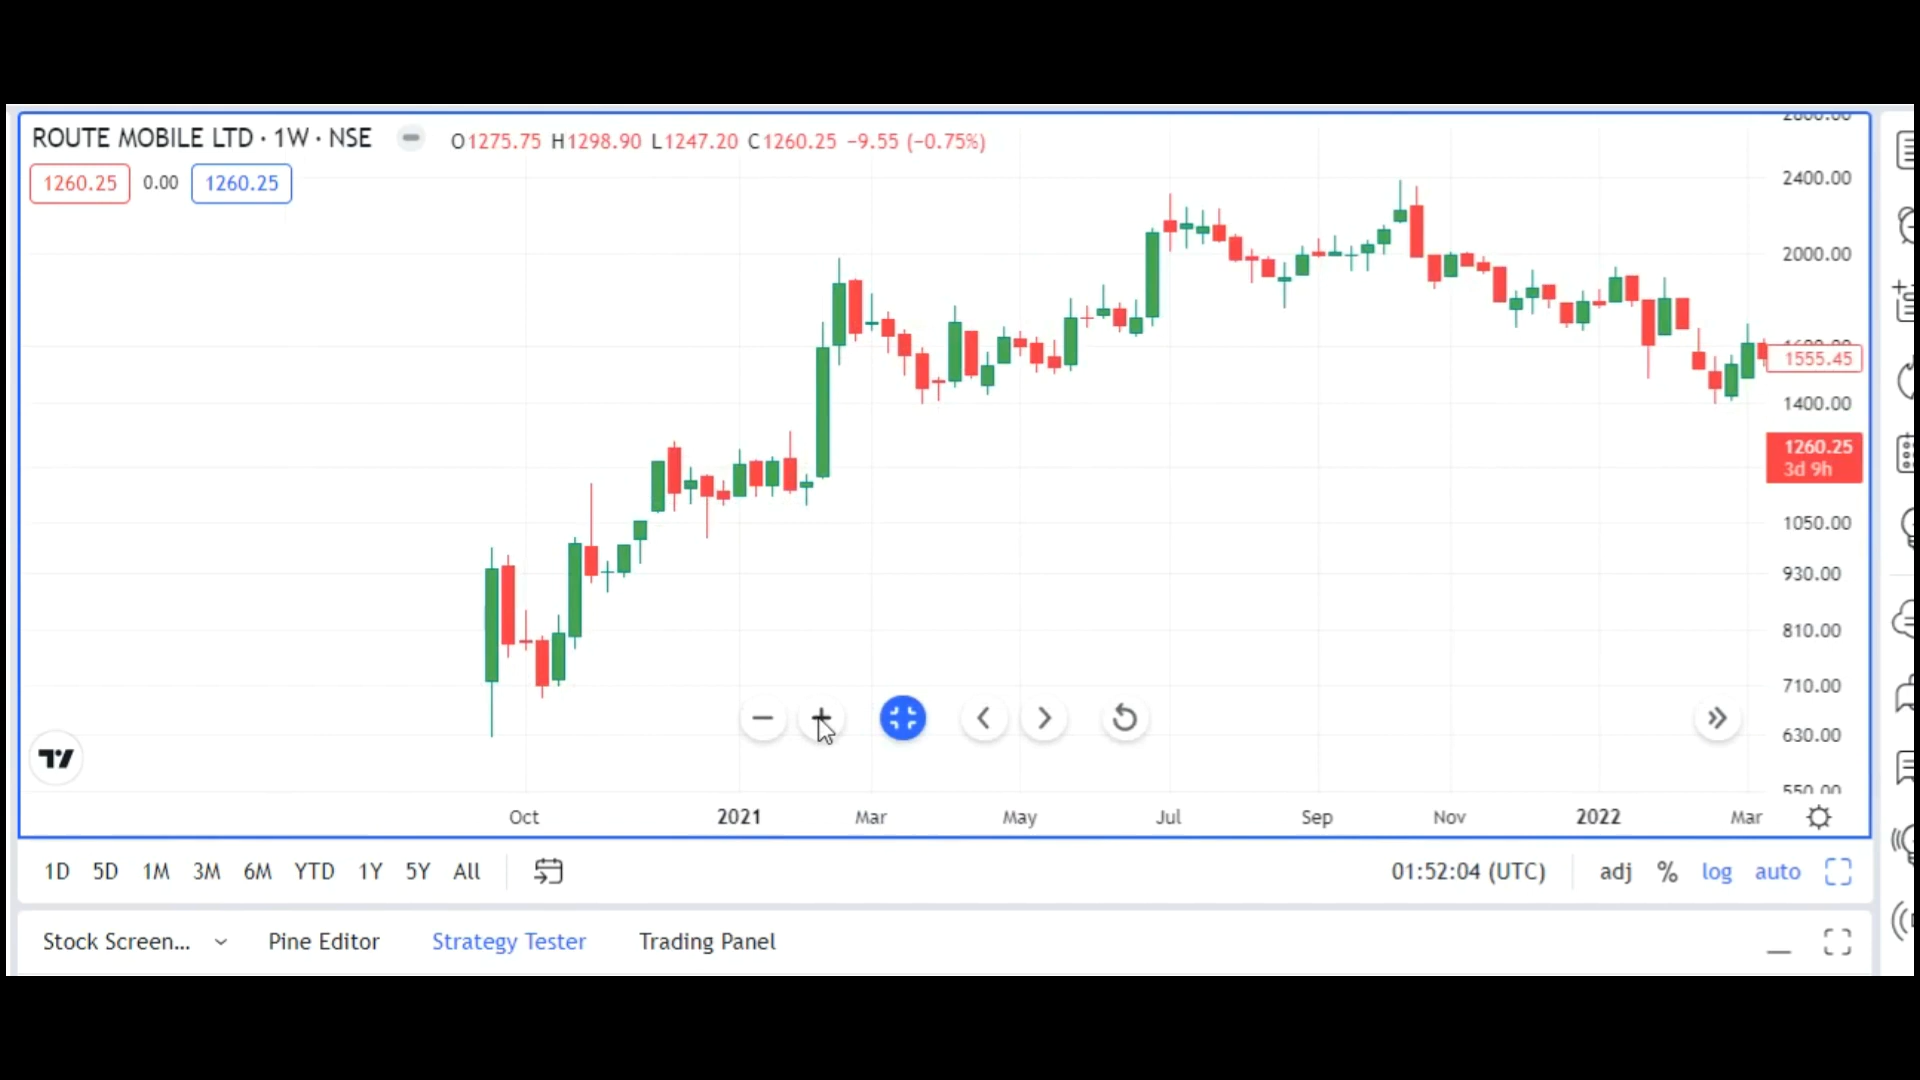 ROUTE MOBILE LTD · 1W · NSE O1275.75 H1298.90 L1247.20 C1260.25 −9.55 (−0.75%)
1260.25 0.00 1260.25
2400.00
2000.00
1555.45
1400.00
1260.25
3d 9h
1050.00
930.00
810.00
710.00
630.00
Oct 2021 Mar May Jul Sep Nov 2022 Mar
1D 5D 1M 3M 6M YTD 1Y 5Y All 01:52:04 (UTC) adj % log auto
Stock Screen... Pine Editor Strategy Tester Trading Panel